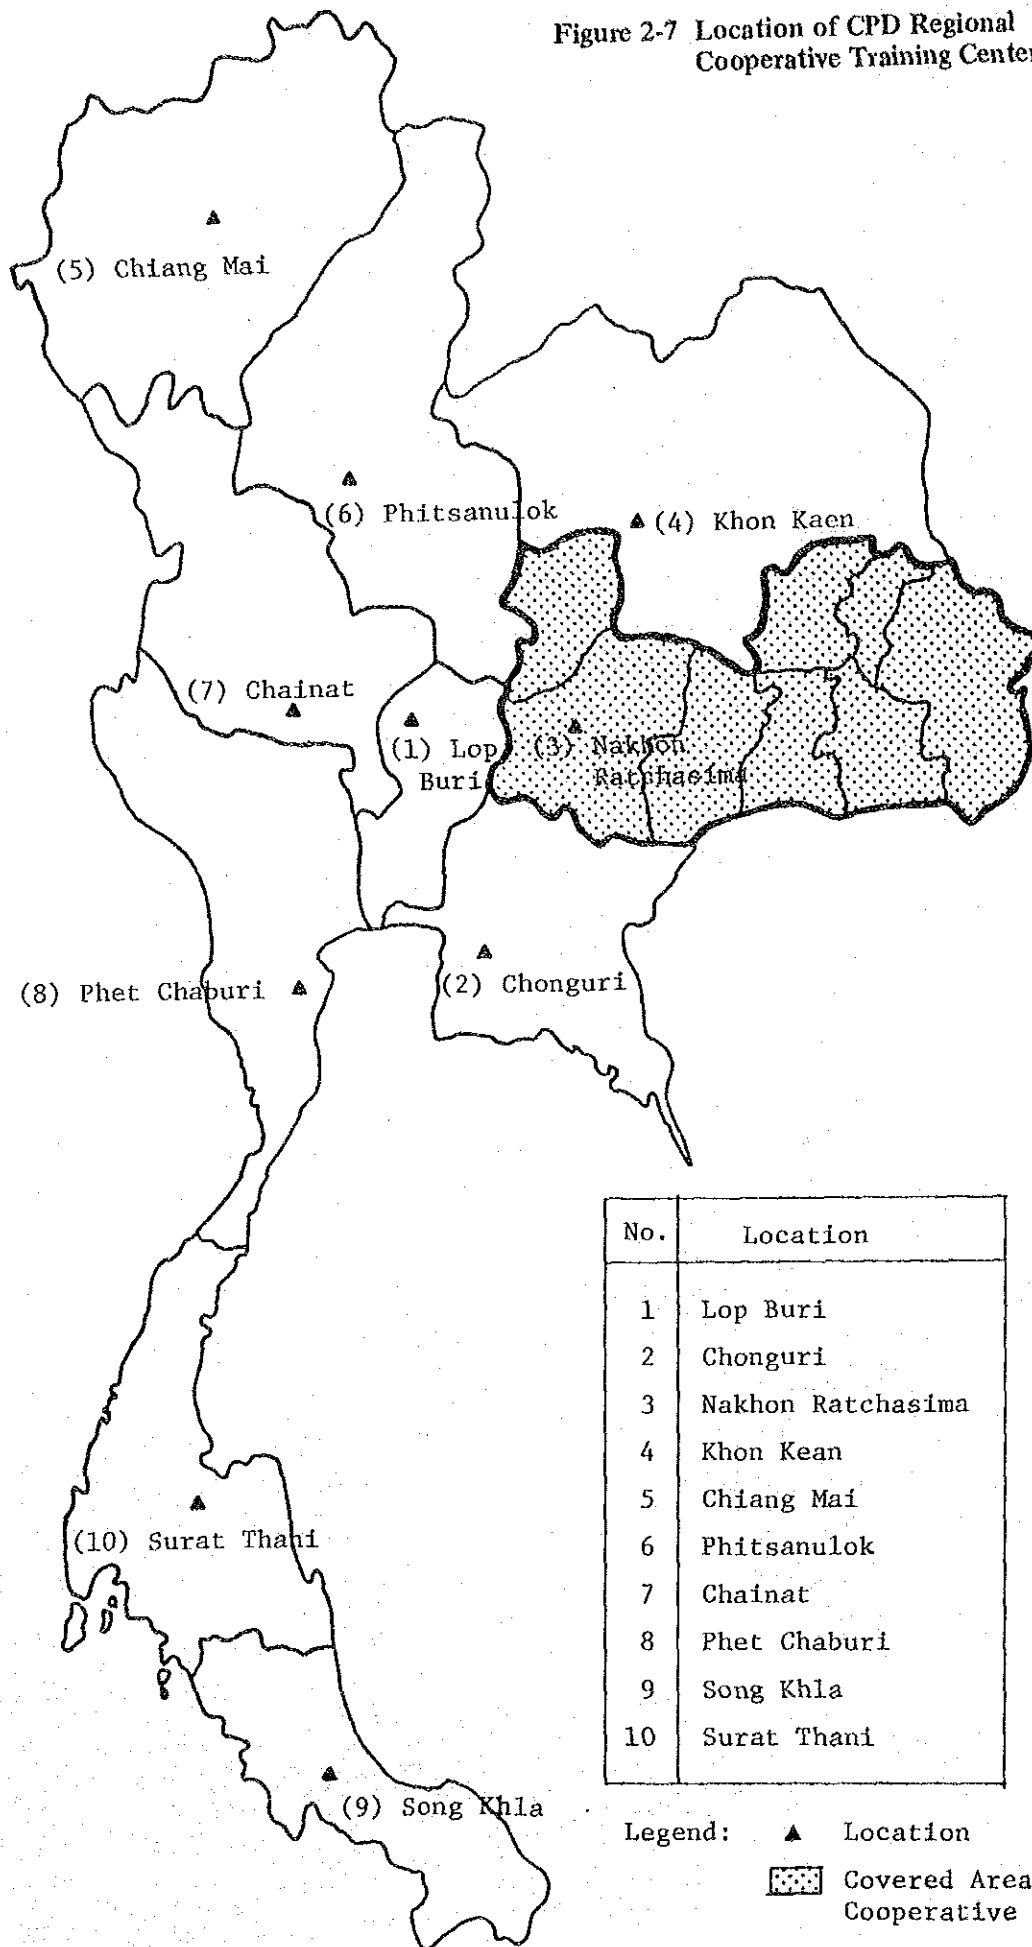 Figure 2-7 Location of CPD Regional
Cooperative Training Center
(5) Chiang Mai
(6) Phitsanulok
(4) Khon Kaen
(7) Chainat
(1) Lop
Buri
(3) Nakhon
Ratchasima
(8) Phet Chaburi
(2) Chonguri
No. Location
1 Lop Buri
2 Chonguri
3 Nakhon Ratchasima
4 Khon Kean
5 Chiang Mai
6 Phitsanulok
7 Chainat
8 Phet Chaburi
9 Song Khla
10 Surat Thani
(10) Surat Thani
(9) Song Khla
Legend: ▲ Location
Covered Area
Cooperative